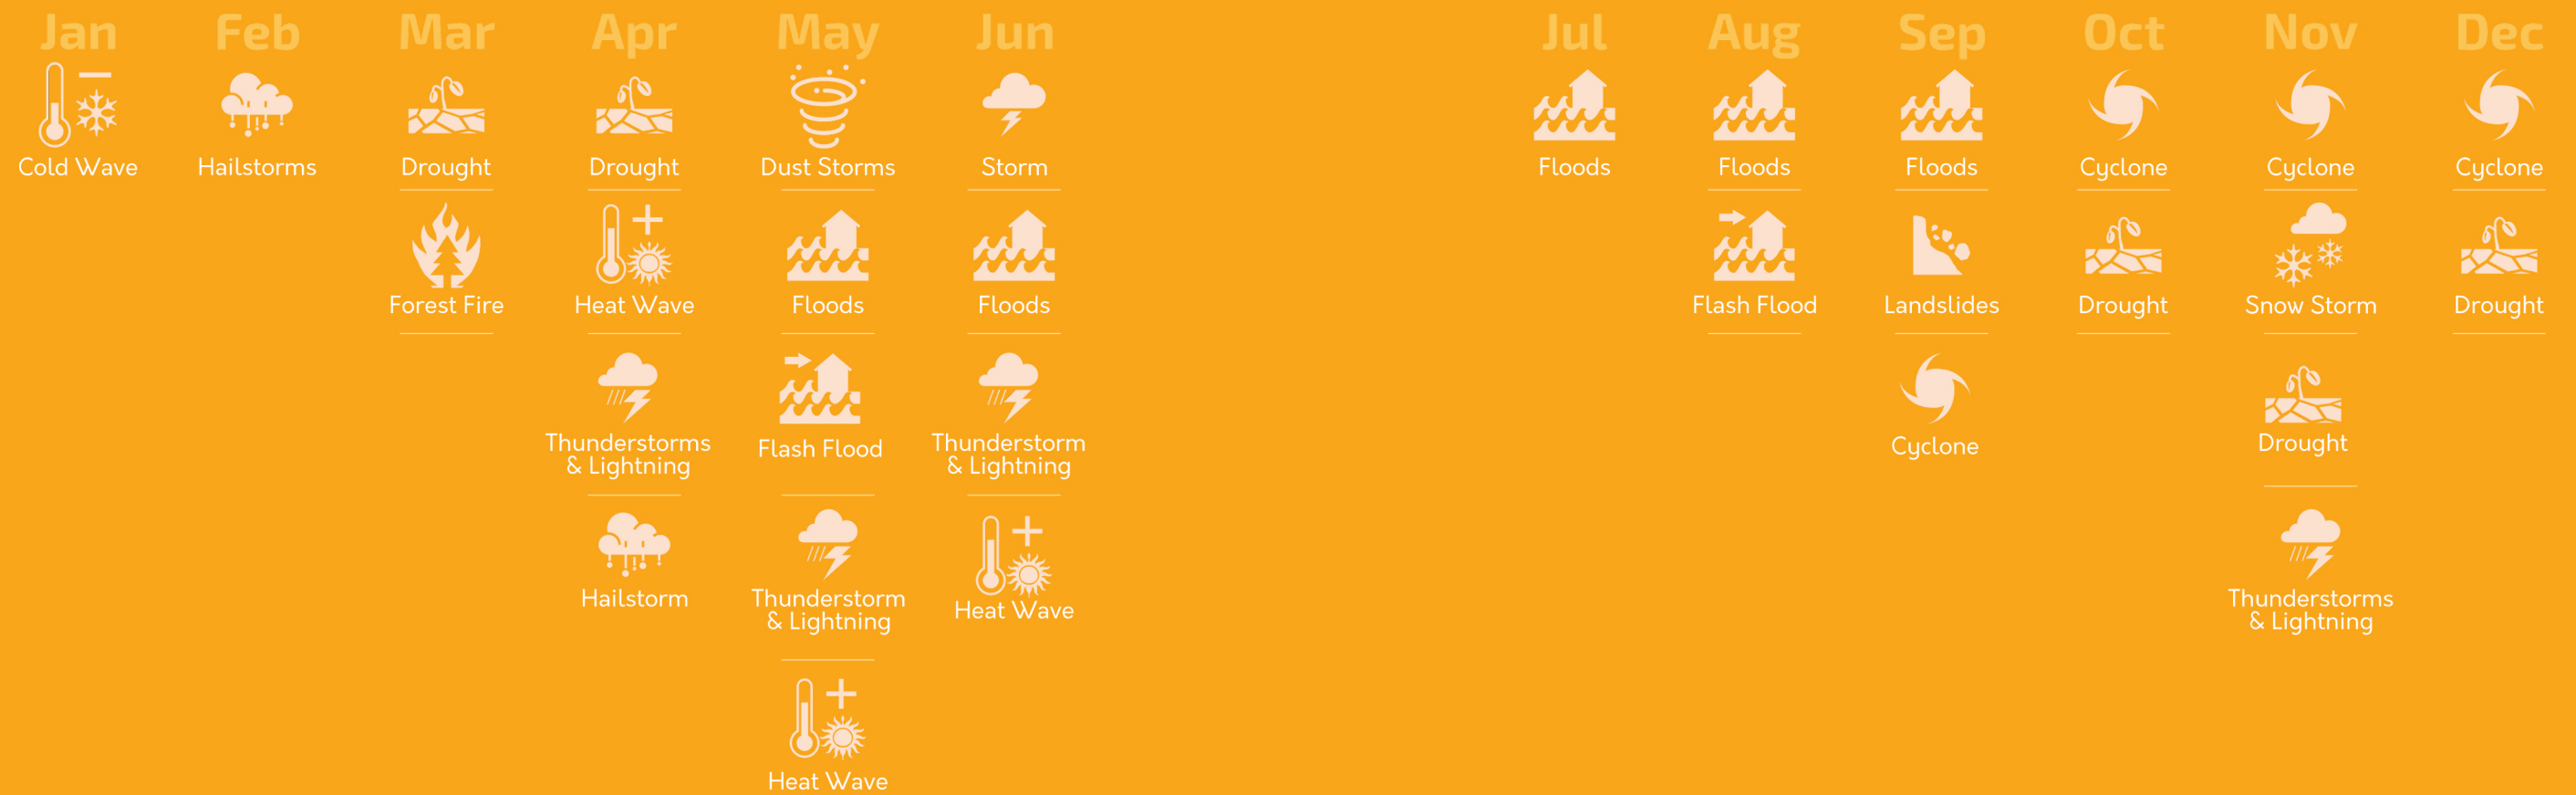 Jan
Cold Wave
Feb
Hailstorms
Mar
Drought
Forest Fire
Apr
Drought
Heat Wave
Thunderstorms
& Lightning
Hailstorm
May
Dust Storms
Floods
Flash Flood
Thunderstorm
& Lightning
Heat Wave
Jun
Storm
Floods
Thunderstorm
& Lightning
Heat Wave
Jul
Floods
Aug
Floods
Flash Flood
Sep
Floods
Landslides
Cyclone
Oct
Cyclone
Drought
Nov
Cyclone
Snow Storm
Drought
Thunderstorms
& Lightning
Dec
Cyclone
Drought